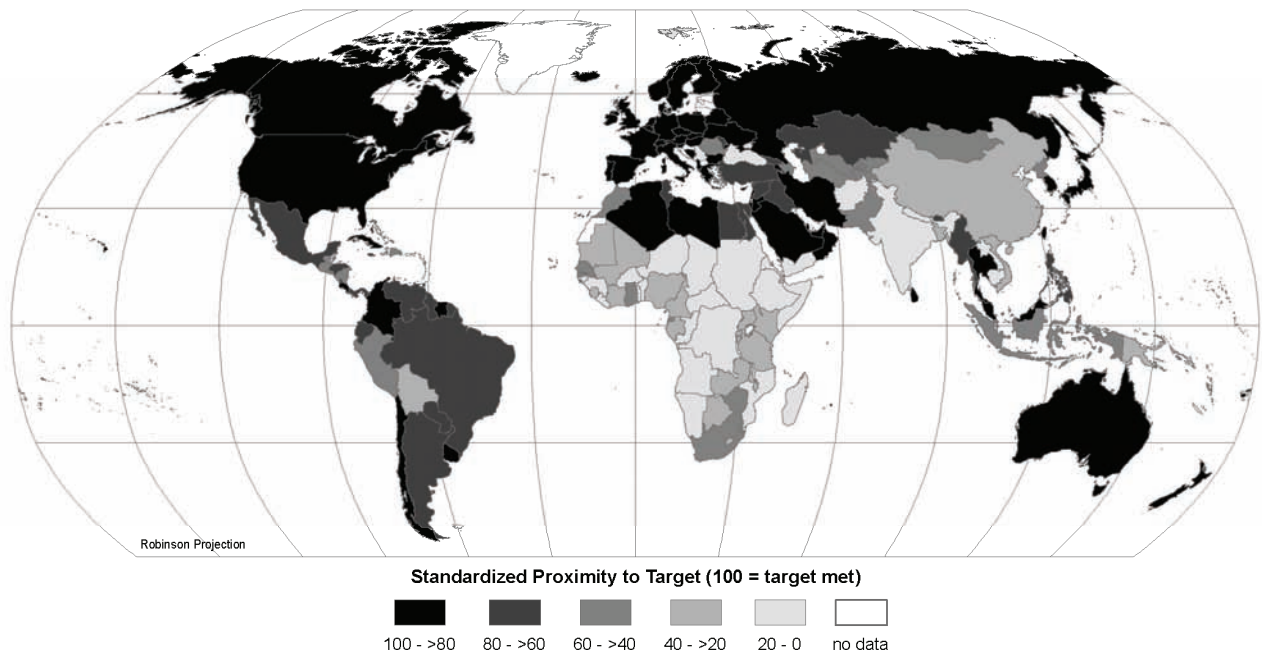 Robinson Projection
Standardized Proximity to Target (100 = target met)
100 - >80 80 - >60 60 - >40 40 - >20 20 - 0 no data